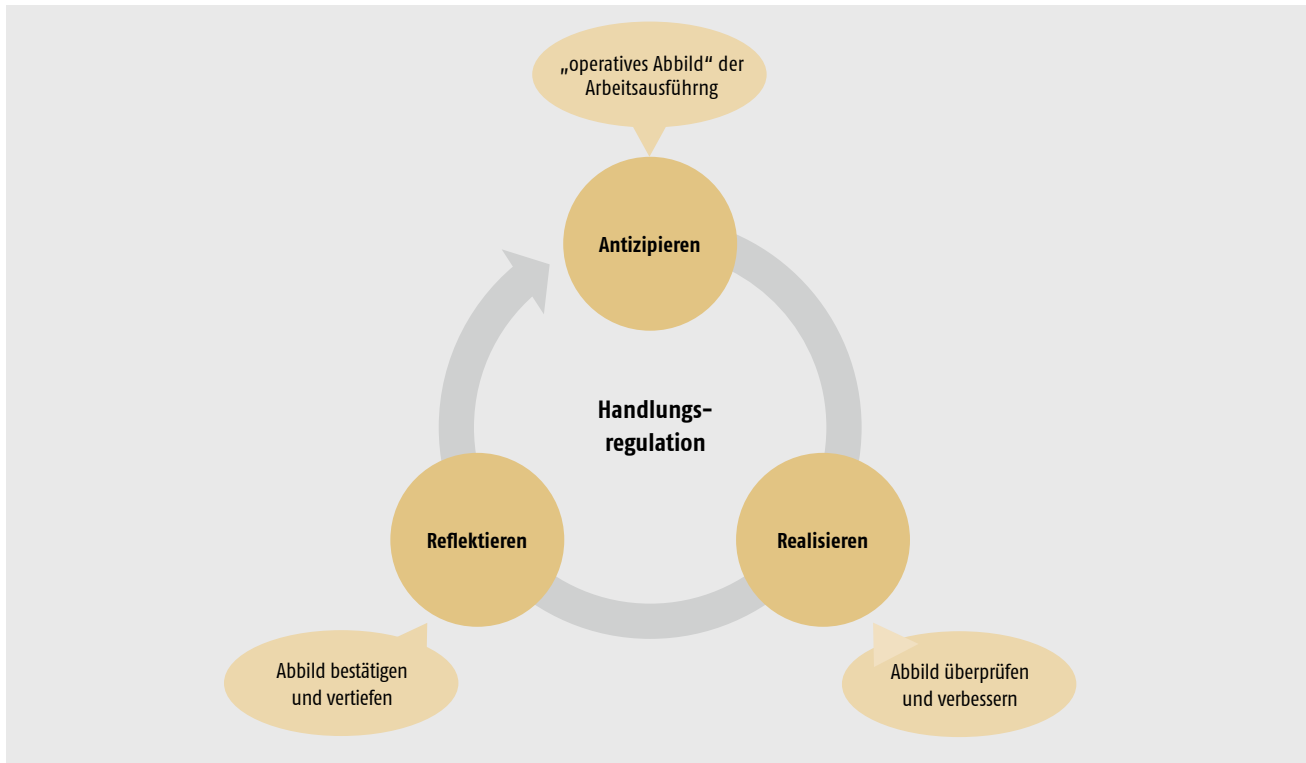 „operatives Abbild“ der
Arbeitsausführng
Antizipieren
Handlungs-
regulation
Reflektieren
Realisieren
Abbild bestätigen
und vertiefen
Abbild überprüfen
und verbessern